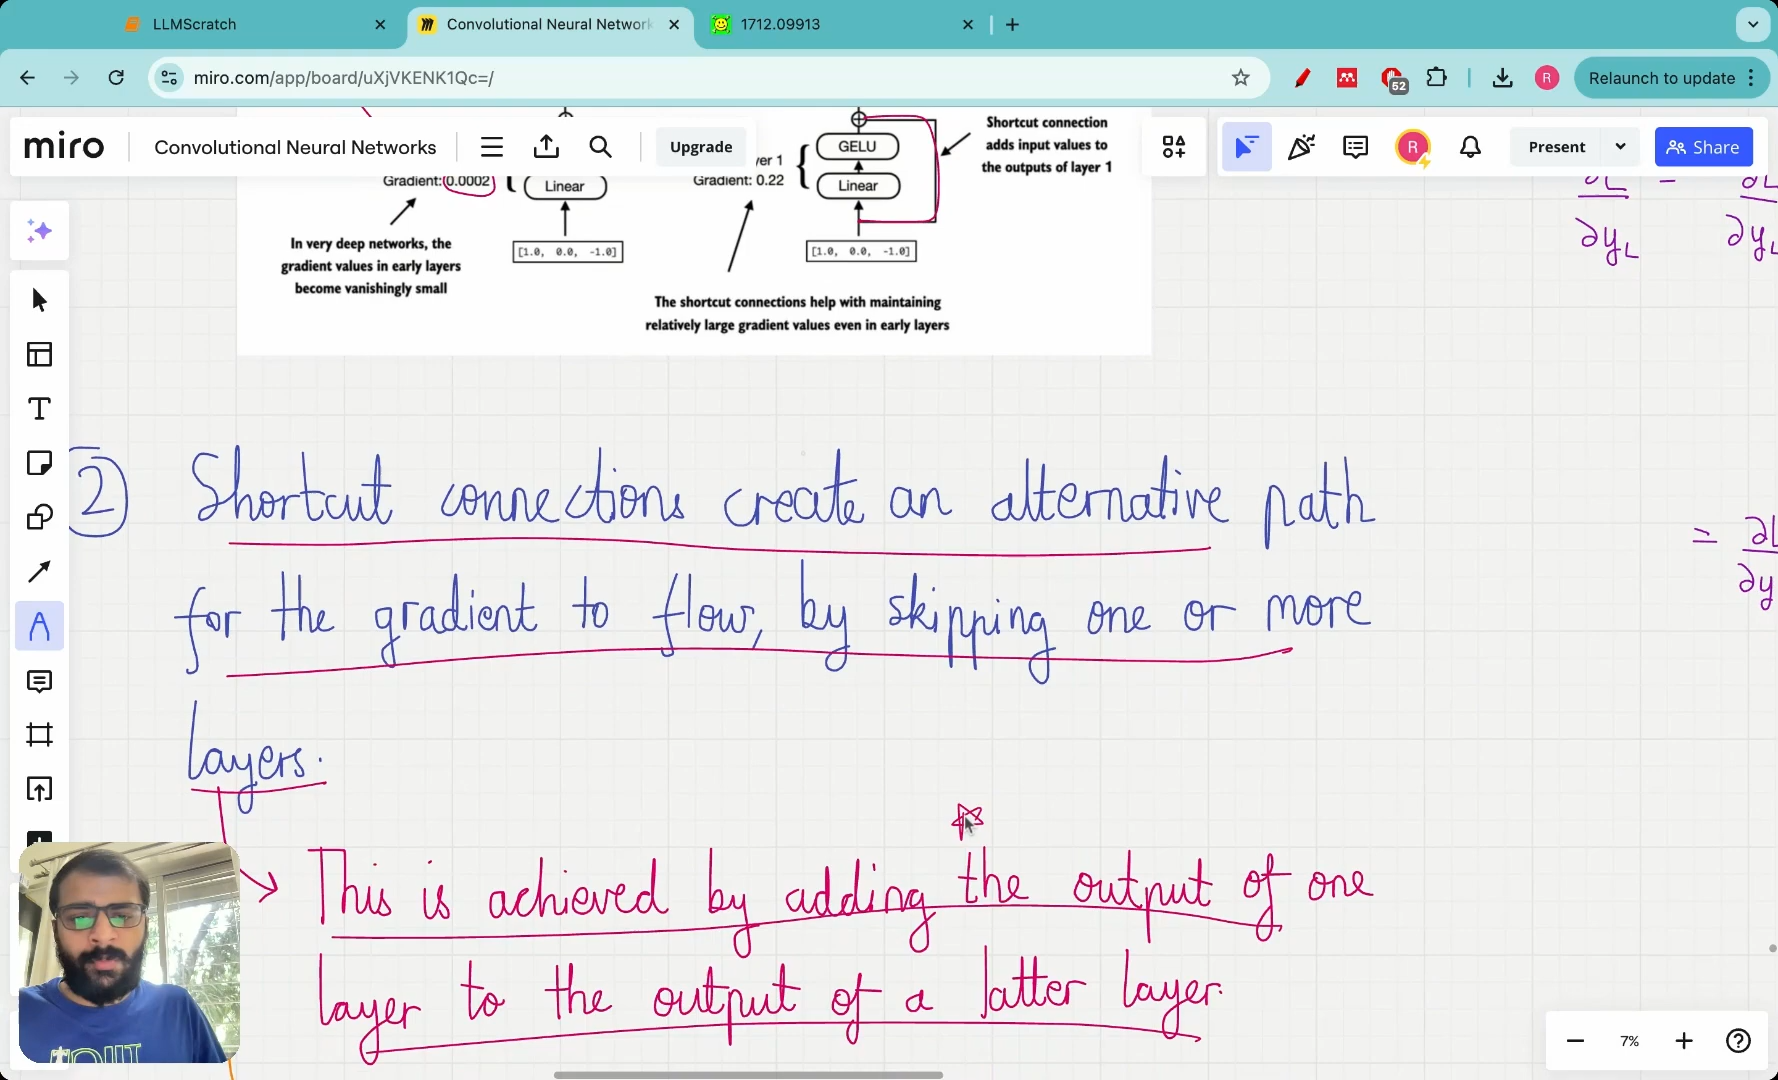 LLMScratch
Convolutional Neural Network
1712.09913
miro.com/app/board/uXjVKENK1Qc=/
52
R
Relaunch to update
miro
Convolutional Neural Networks
Upgrade
R
Present
Share
yer 1
Gradient: 0.0002
Linear
Gradient: 0.22
GELU
Linear
Shortcut connection
adds input values to
the outputs of layer 1
In very deep networks, the
gradient values in early layers
become vanishingly small
[1.0, 0.0, -1.0]
[1.0, 0.0, -1.0]
The shortcut connections help with maintaining
relatively large gradient values even in early layers
∂L = ∂L
∂yL ∂yL
② Shortcut connections create an alternative path
for the gradient to flow, by skipping one or more
layers.
= ∂L
∂y
This is achieved by adding the output of one
layer to the output of a latter layer.
7%